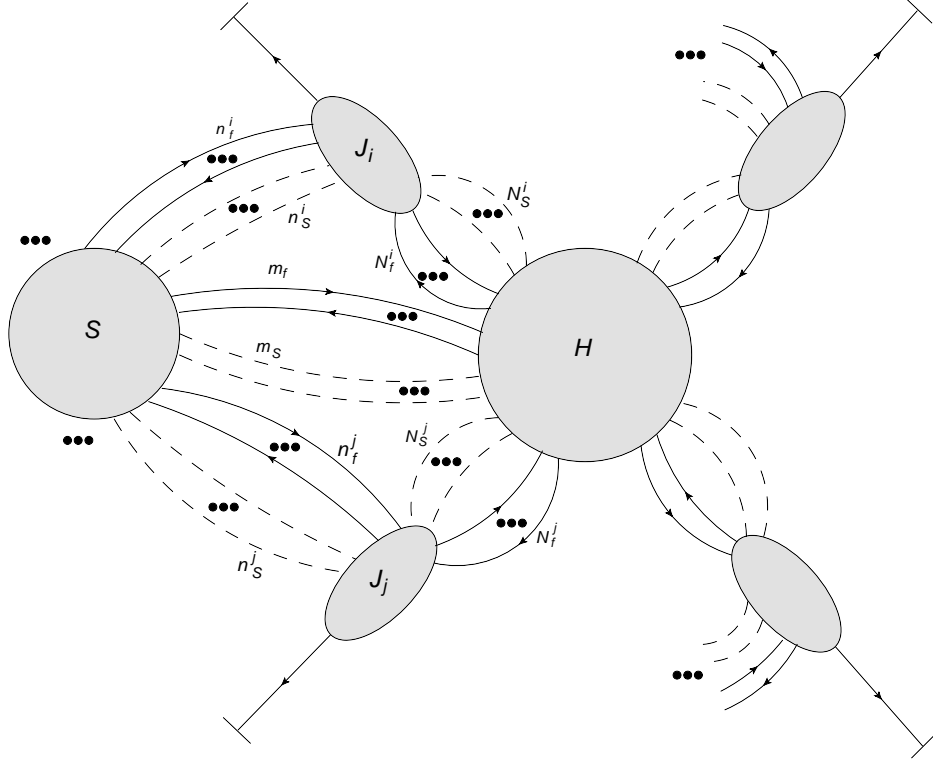 n_f^i
J_i
N_S^i
n_S^i
N_f^i
m_f
S
H
m_S
N_S^j
n_f^j
N_f^j
n_S^j
J_j